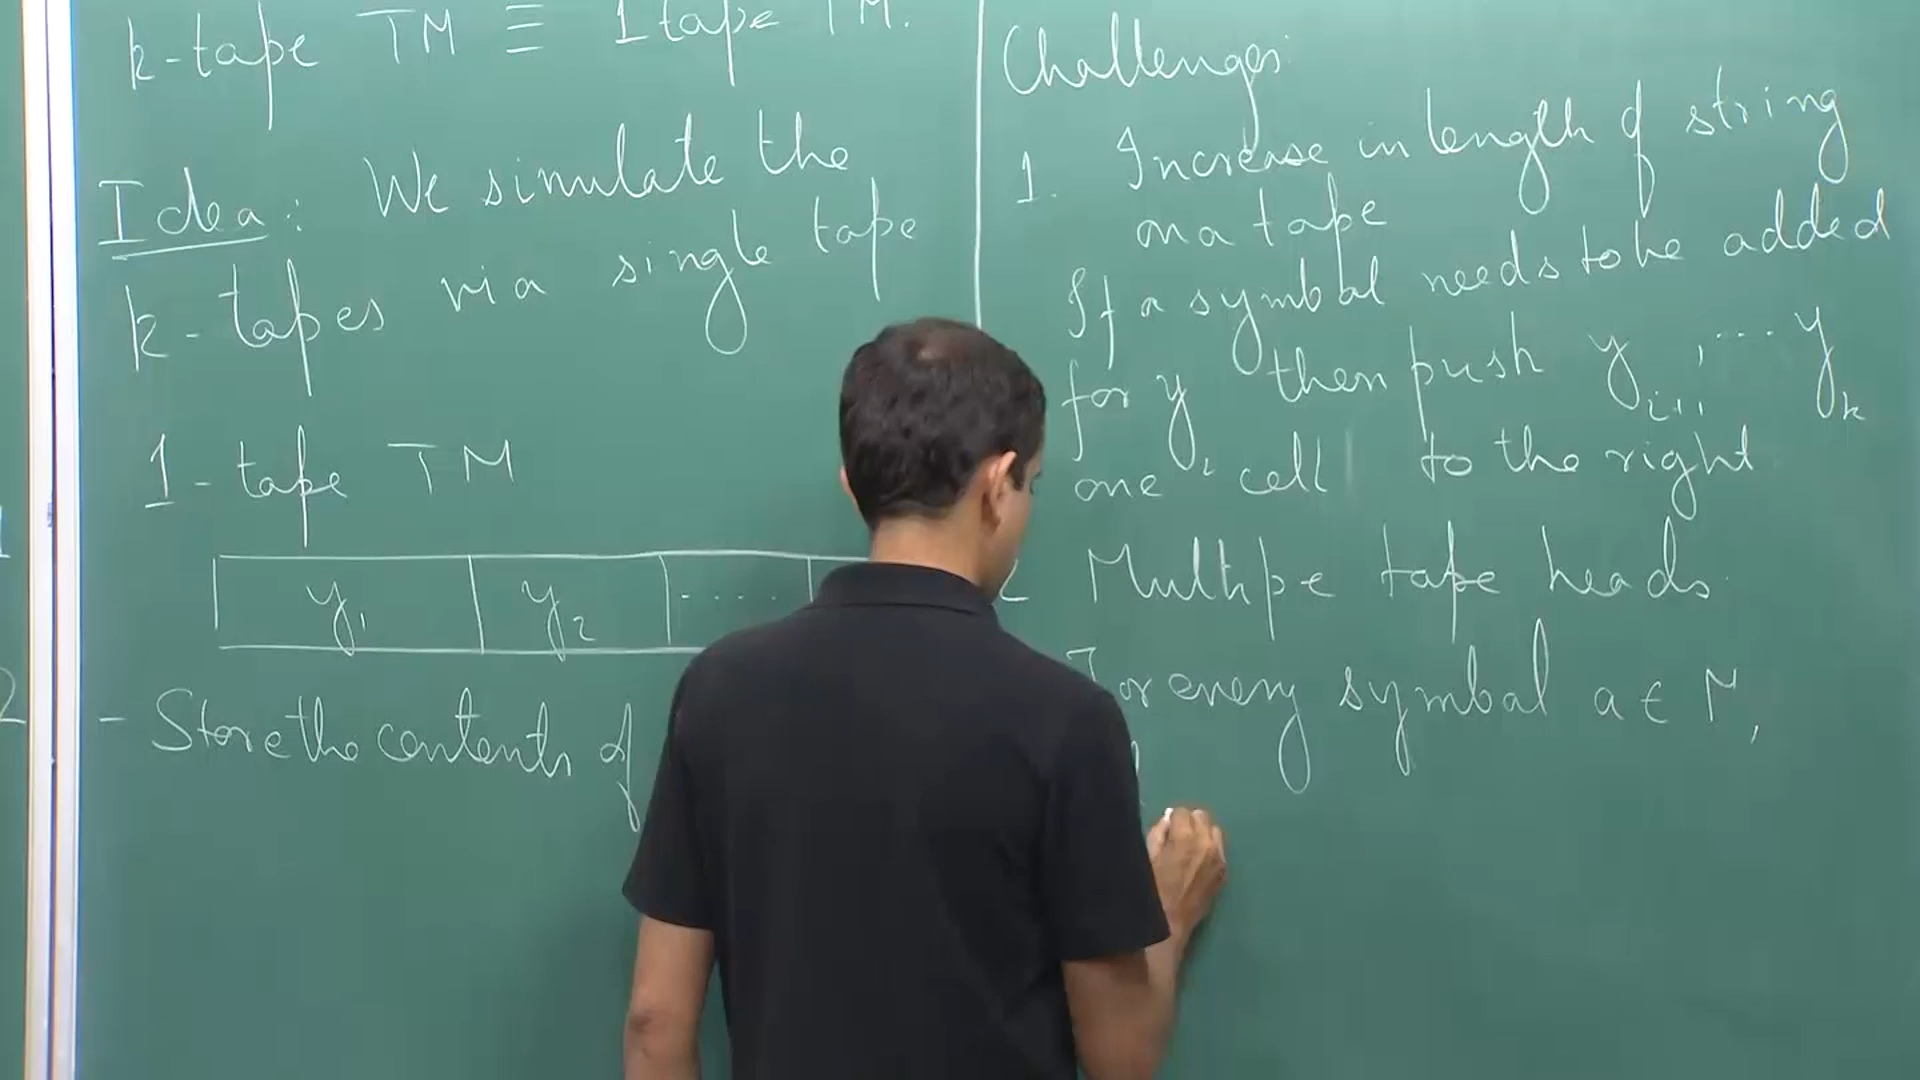 k-tape TM ≡ 1 tape TM.
Idea: We simulate the
k-tapes via single tape
1-tape TM
y₁ y₂ .....
- Store the contents of
Challenges:
1. Increase in length of string
on a tape
If a symbol needs to be added
for yᵢ then push yᵢ₊₁, ... yₖ
one cell to the right
Multipe tape heads.
For every symbol a ∈ Γ,